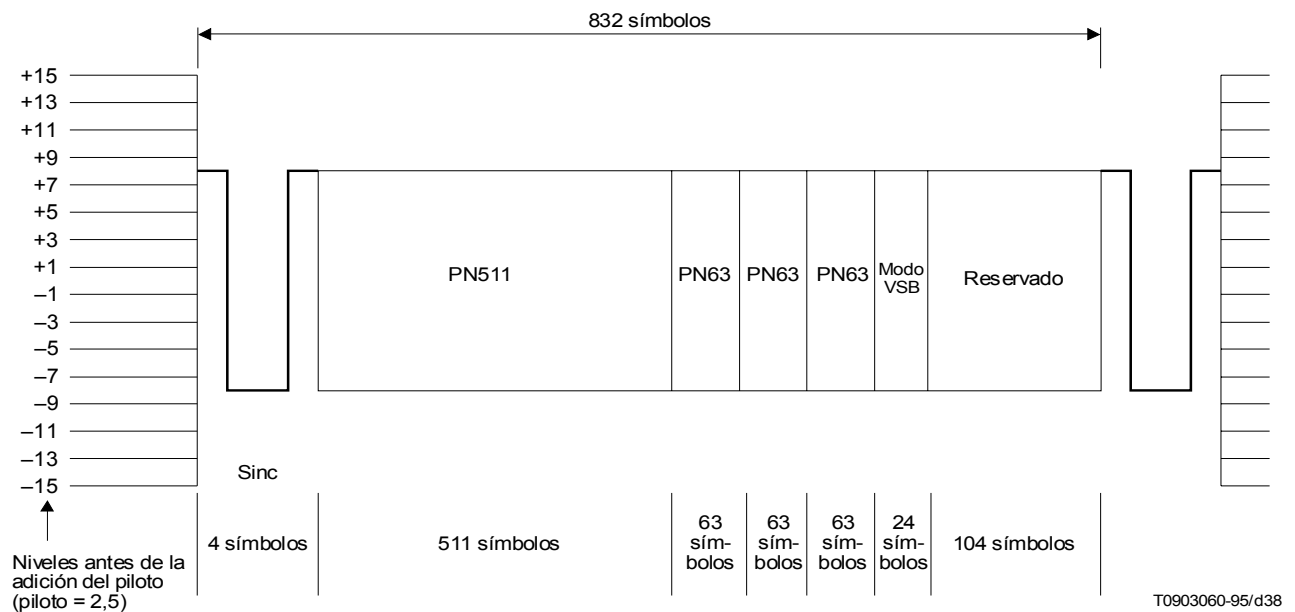 832 símbolos
+15
+13
+11
+9
+7
+5
+3
+1
–1
–3
–5
–7
–9
–11
–13
–15
PN511
PN63
PN63
PN63
Modo
VSB
Reservado
Sinc
4 símbolos
511 símbolos
63
sím-
bolos
63
sím-
bolos
63
sím-
bolos
24
sím-
bolos
104 símbolos
Niveles antes de la
adición del piloto
(piloto = 2,5)
T0903060-95/d38